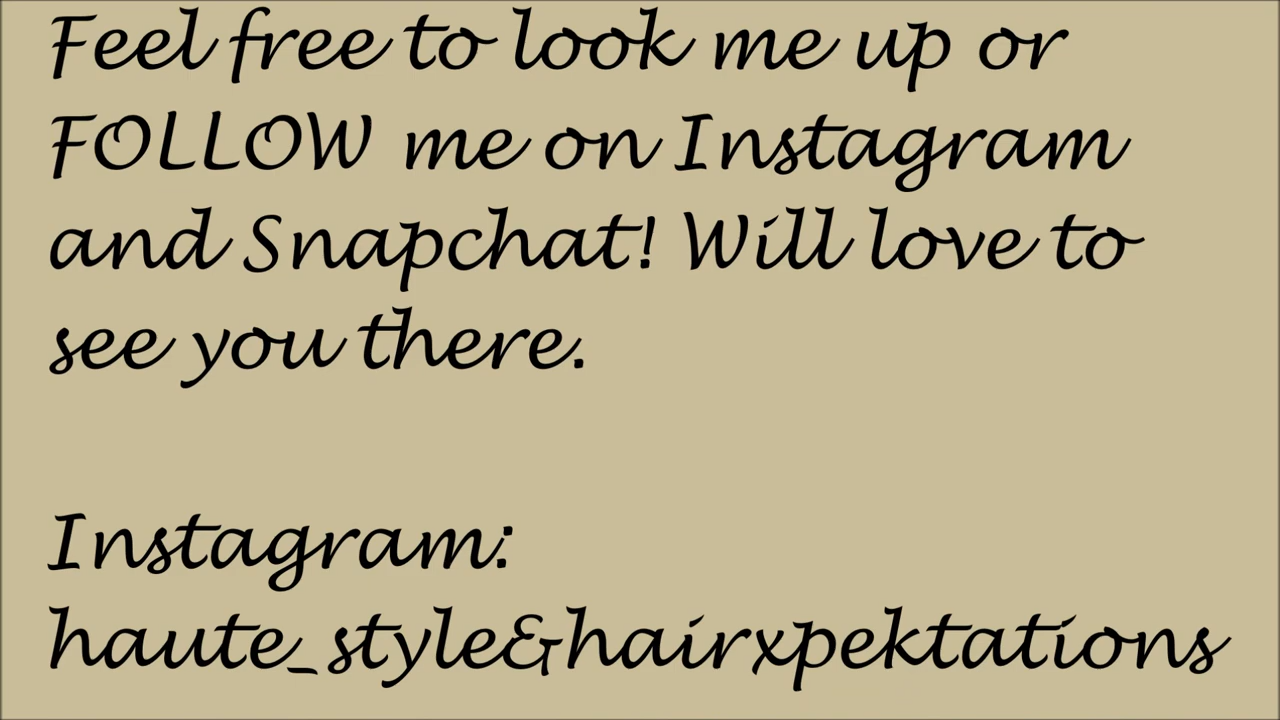 Feel free to look me up or
FOLLOW me on Instagram
and Snapchat! Will love to
see you there.
Instagram:
haute_style&hairxpektations